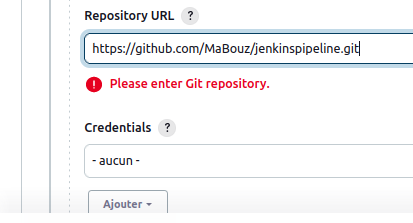 Repository URL ?
https://github.com/MaBouz/jenkinspipeline.git
Please enter Git repository.
Credentials ?
- aucun -
Ajouter